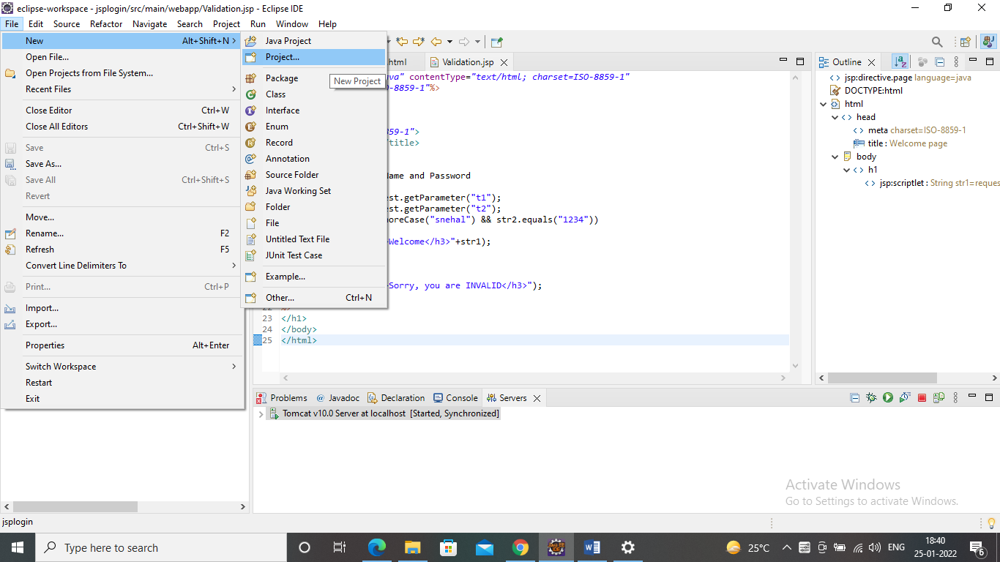 eclipse-workspace - jsplogin/src/main/webapp/Validation.jsp - Eclipse IDE
File Edit Source Refactor Navigate Search Project Run Window Help
New Alt+Shift+N >
Open File...
Open Projects from File System...
Recent Files >
Close Editor Ctrl+W
Close All Editors Ctrl+Shift+W
Save Ctrl+S
Save As...
Save All Ctrl+Shift+S
Revert
Move...
Rename... F2
Refresh F5
Convert Line Delimiters To >
Print... Ctrl+P
Import...
Export...
Properties Alt+Enter
Switch Workspace >
Restart
Exit
Java Project
Project...
New Project
Package
Class
Interface
Enum
Record
Annotation
Source Folder
Java Working Set
Folder
File
Untitled Text File
JUnit Test Case
Example...
Other... Ctrl+N
html Validation.jsp
va" contentType="text/html; charset=ISO-8859-1"
-8859-1"%>
59-1">
/title>
ame and Password
est.getParameter("t1");
est.getParameter("t2");
oreCase("snehal") && str2.equals("1234"))
>Welcome</h3>"+str1);
>Sorry, you are INVALID</h3>");
22 %>
23 </h1>
24 </body>
25 </html>
Outline
jsp:directive.page language=java
DOCTYPE:html
html
head
meta charset=ISO-8859-1
title : Welcome page
body
h1
jsp:scriptlet : String str1=reques
Problems @ Javadoc Declaration Console Servers
Tomcat v10.0 Server at localhost [Started, Synchronized]
Activate Windows
Go to Settings to activate Windows.
jsplogin
Type here to search
25°C ENG 18:40
25-01-2022
6